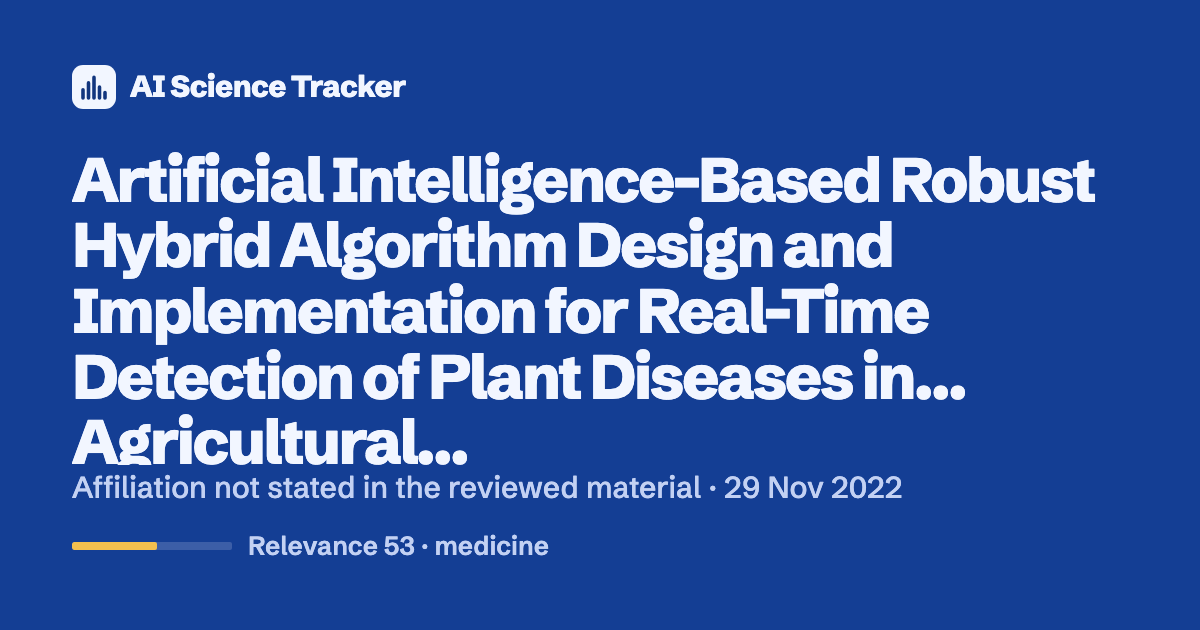 AI Science Tracker
Artificial Intelligence-Based Robust
Hybrid Algorithm Design and
Implementation for Real-Time
Detection of Plant Diseases in...
Agricultural...
Affiliation not stated in the reviewed material · 29 Nov 2022
Relevance 53 · medicine